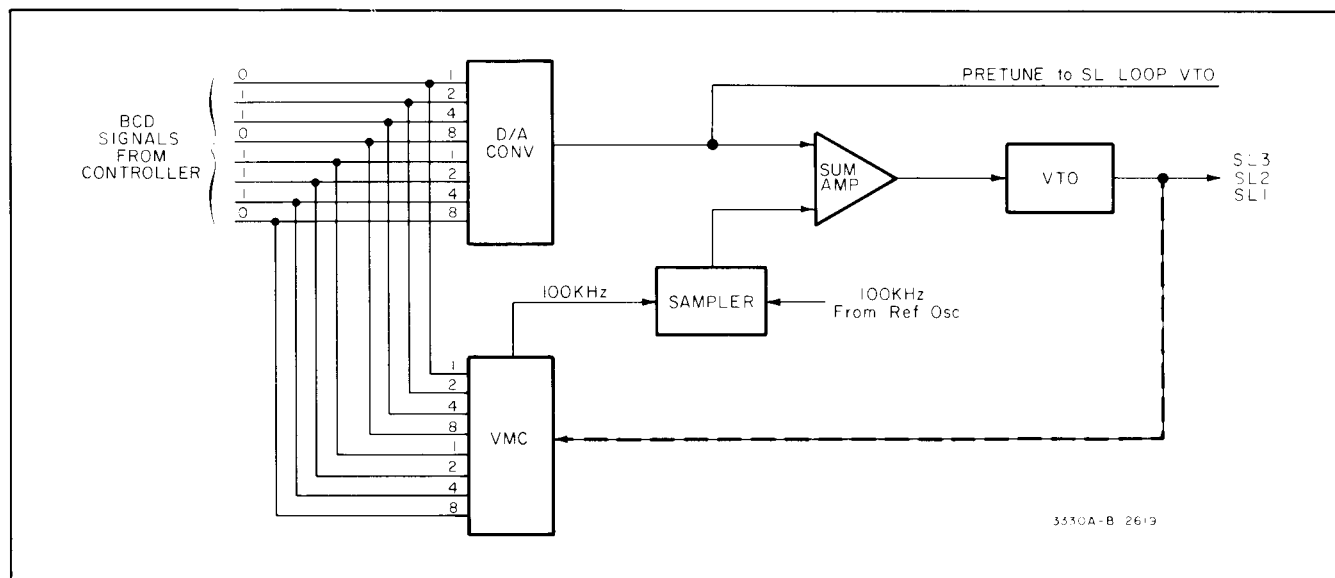 BCD
SIGNALS
FROM
CONTROLLER
0
1
1
0
1
1
1
0
1
2
4
8
1
2
4
8
D/A
CONV
PRETUNE to SL LOOP VTO
SUM
AMP
VTO
SL3
SL2
SL1
100KHz
SAMPLER
100KHz
From Ref Osc
1
2
4
8
1
2
4
8
VMC
3330A-B 2619